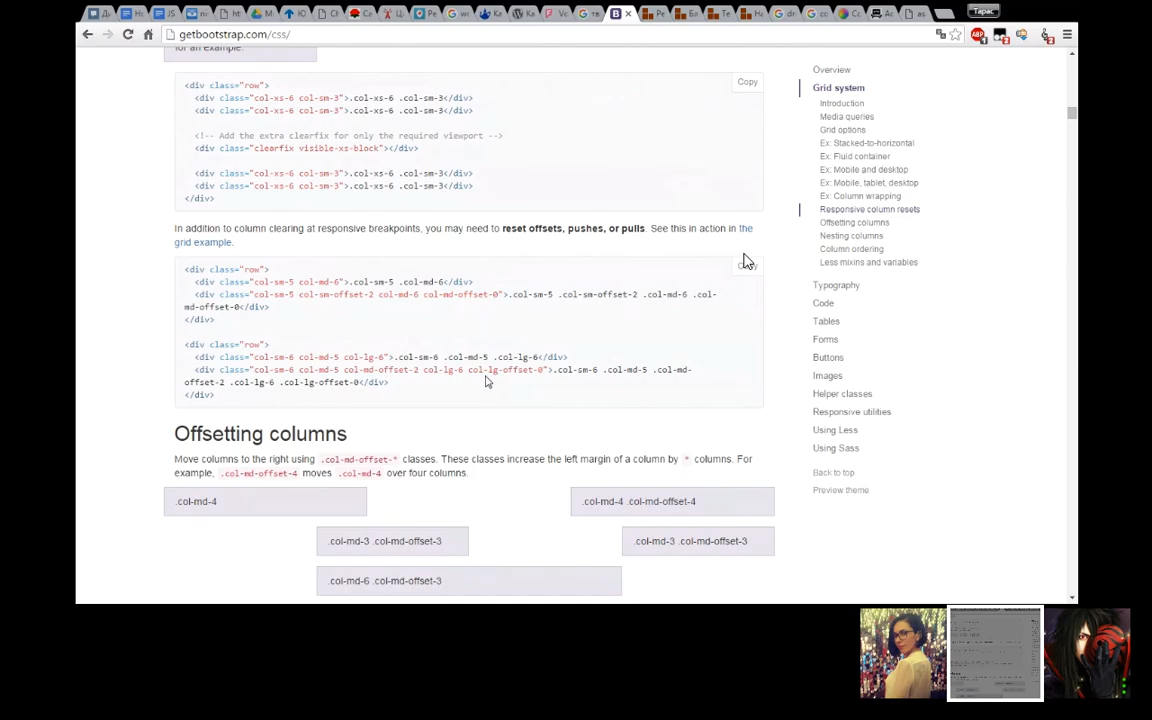 Тарас
getbootstrap.com/css/
for an example.
Copy
<div class="row">
<div class="col-xs-6 col-sm-3">.col-xs-6 .col-sm-3</div>
<div class="col-xs-6 col-sm-3">.col-xs-6 .col-sm-3</div>
<!-- Add the extra clearfix for only the required viewport -->
<div class="clearfix visible-xs-block"></div>
<div class="col-xs-6 col-sm-3">.col-xs-6 .col-sm-3</div>
<div class="col-xs-6 col-sm-3">.col-xs-6 .col-sm-3</div>
</div>
In addition to column clearing at responsive breakpoints, you may need to reset offsets, pushes, or pulls. See this in action in the
grid example.
<div class="row">
<div class="col-sm-5 col-md-6">.col-sm-5 .col-md-6</div>
<div class="col-sm-5 col-sm-offset-2 col-md-6 col-md-offset-0">.col-sm-5 .col-sm-offset-2 .col-md-6 .col-
md-offset-0</div>
</div>
<div class="row">
<div class="col-sm-6 col-md-5 col-lg-6">.col-sm-6 .col-md-5 .col-lg-6</div>
<div class="col-sm-6 col-md-5 col-md-offset-2 col-lg-6 col-lg-offset-0">.col-sm-6 .col-md-5 .col-md-
offset-2 .col-lg-6 .col-lg-offset-0</div>
</div>
Offsetting columns
Move columns to the right using .col-md-offset-* classes. These classes increase the left margin of a column by * columns. For
example, .col-md-offset-4 moves .col-md-4 over four columns.
.col-md-4
.col-md-4 .col-md-offset-4
.col-md-3 .col-md-offset-3
.col-md-3 .col-md-offset-3
.col-md-6 .col-md-offset-3
Overview
Grid system
Introduction
Media queries
Grid options
Ex: Stacked-to-horizontal
Ex: Fluid container
Ex: Mobile and desktop
Ex: Mobile, tablet, desktop
Ex: Column wrapping
Responsive column resets
Offsetting columns
Nesting columns
Column ordering
Less mixins and variables
Typography
Code
Tables
Forms
Buttons
Images
Helper classes
Responsive utilities
Using Less
Using Sass
Back to top
Preview theme